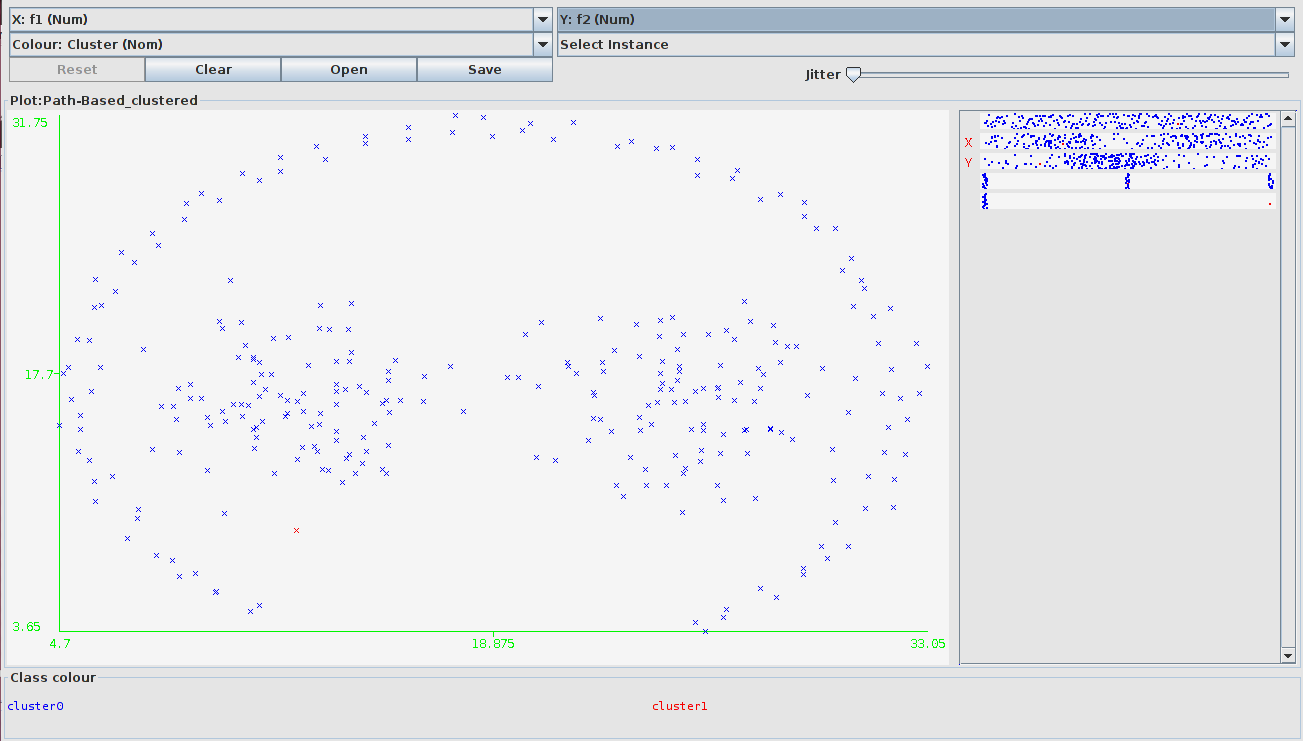 X: f1 (Num) Y: f2 (Num)
Colour: Cluster (Nom) Select Instance
Reset Clear Open Save
Jitter
Plot:Path-Based_clustered
31.75
X
Y
17.7
3.65
4.7 18.875 33.05
Class colour
cluster0 cluster1